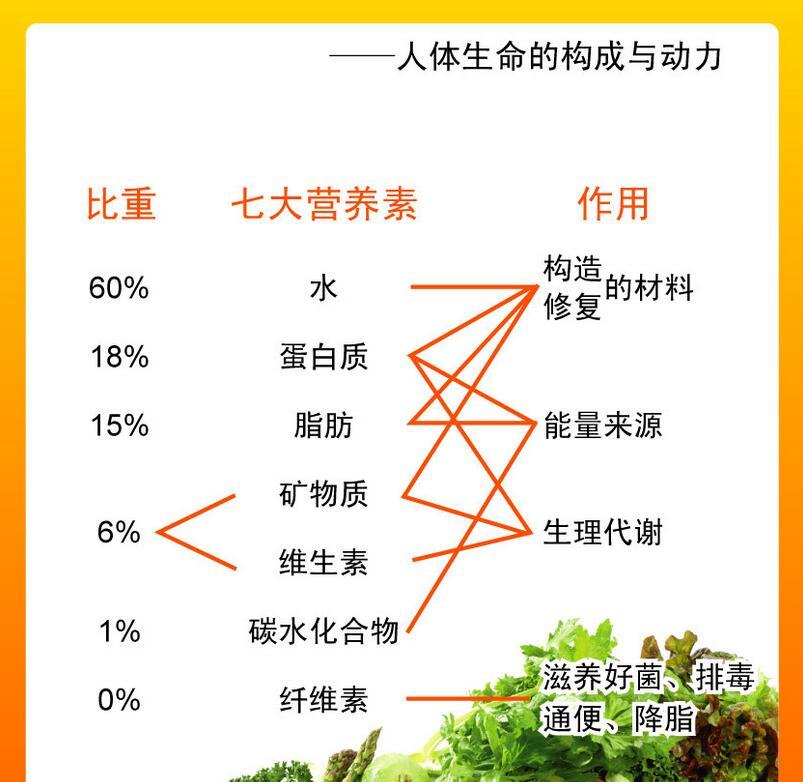 ——人体生命的构成与动力
比重 七大营养素 作用
60% 水 构造修复的材料
18% 蛋白质
15% 脂肪 能量来源
矿物质
6% 生理代谢
维生素
1% 碳水化合物
0% 纤维素 滋养好菌、排毒
通便、降脂